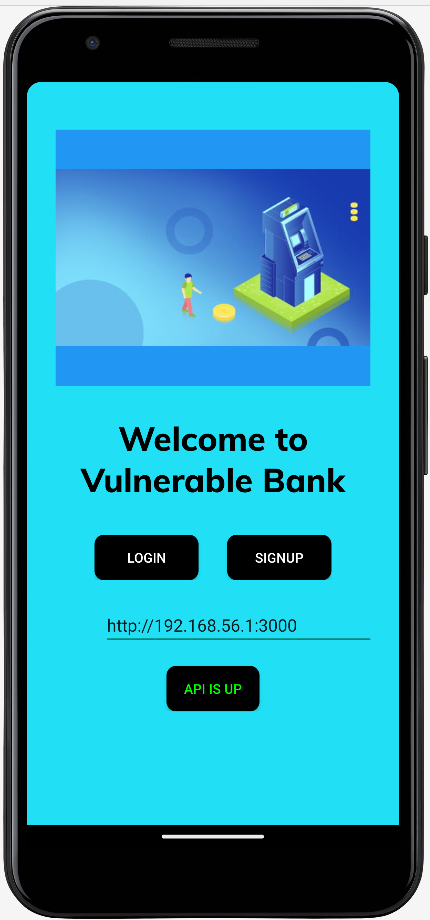 Welcome to
Vulnerable Bank
LOGIN
SIGNUP
http://192.168.56.1:3000
API IS UP